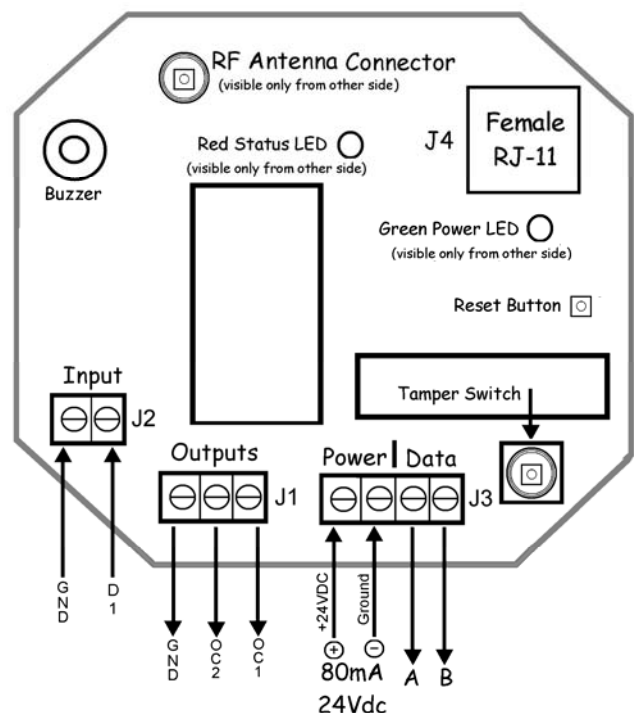 RF Antenna Connector
(visible only from other side)
Buzzer
Red Status LED
(visible only from other side)
J4
Female
RJ-11
Green Power LED
(visible only from other side)
Reset Button
Tamper Switch
Input
J2
Outputs
J1
Power | Data
J3
GND
D1
GND
OC2
OC1
+24VDC
Ground
+
−
80mA
24Vdc
A
B